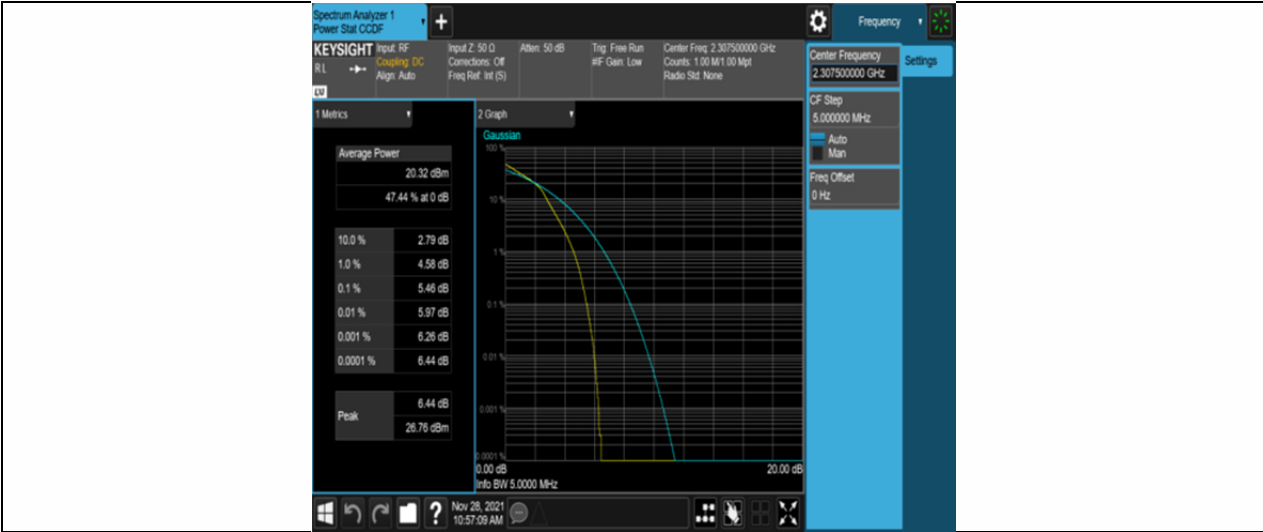 Spectrum Analyzer 1
Power Stat CCDF
Frequency
KEYSIGHT
RL
LV
Input: RF
Coupling: DC
Align: Auto
Input Z: 50 Ω
Corrections: Off
Freq Ref: Int (S)
Atten: 50 dB
Trig: Free Run
#IF Gain: Low
Center Freq: 2.307500000 GHz
Counts: 1.00 M/1.00 Mpt
Radio Std: None
Center Frequency
2.307500000 GHz
Settings
CF Step
5.000000 MHz
Auto
Man
Freq Offset
0 Hz
1 Metrics
Average Power
20.32 dBm
47.44 % at 0 dB
10.0 % 2.79 dB
1.0 % 4.58 dB
0.1 % 5.46 dB
0.01 % 5.97 dB
0.001 % 6.26 dB
0.0001 % 6.44 dB
Peak
6.44 dB
26.76 dBm
2 Graph
Gaussian
100 %
10 %
1 %
0.1 %
0.01 %
0.001 %
0.0001 %
0.00 dB 20.00 dB
Info BW 5.0000 MHz
?
Nov 28, 2021
10:57:09 AM